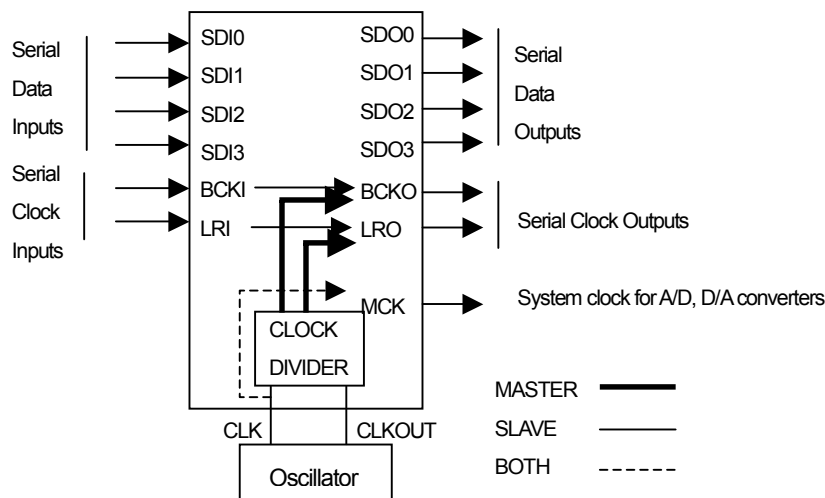 Serial
Data
Inputs
SDI0
SDI1
SDI2
SDI3
SDO0
SDO1
SDO2
SDO3
Serial
Data
Outputs
Serial
Clock
Inputs
BCKI
LRI
BCKO
LRO
Serial Clock Outputs
MCK
System clock for A/D, D/A converters
CLOCK
DIVIDER
MASTER
SLAVE
BOTH
CLK
CLKOUT
Oscillator